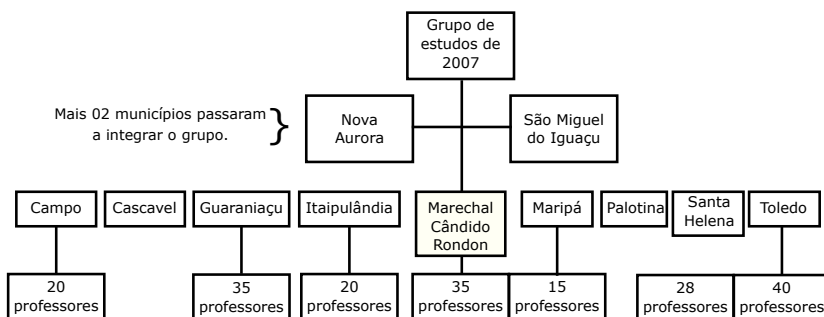 Grupo de
estudos de
2007
Mais 02 municípios passaram
a integrar o grupo.
}
Nova
Aurora
São Miguel
do Iguaçu
Campo
Cascavel
Guaraniaçu
Itaipulândia
Marechal
Cândido
Rondon
Maripá
Palotina
Santa
Helena
Toledo
20
professores
35
professores
20
professores
35
professores
15
professores
28
professores
40
professores